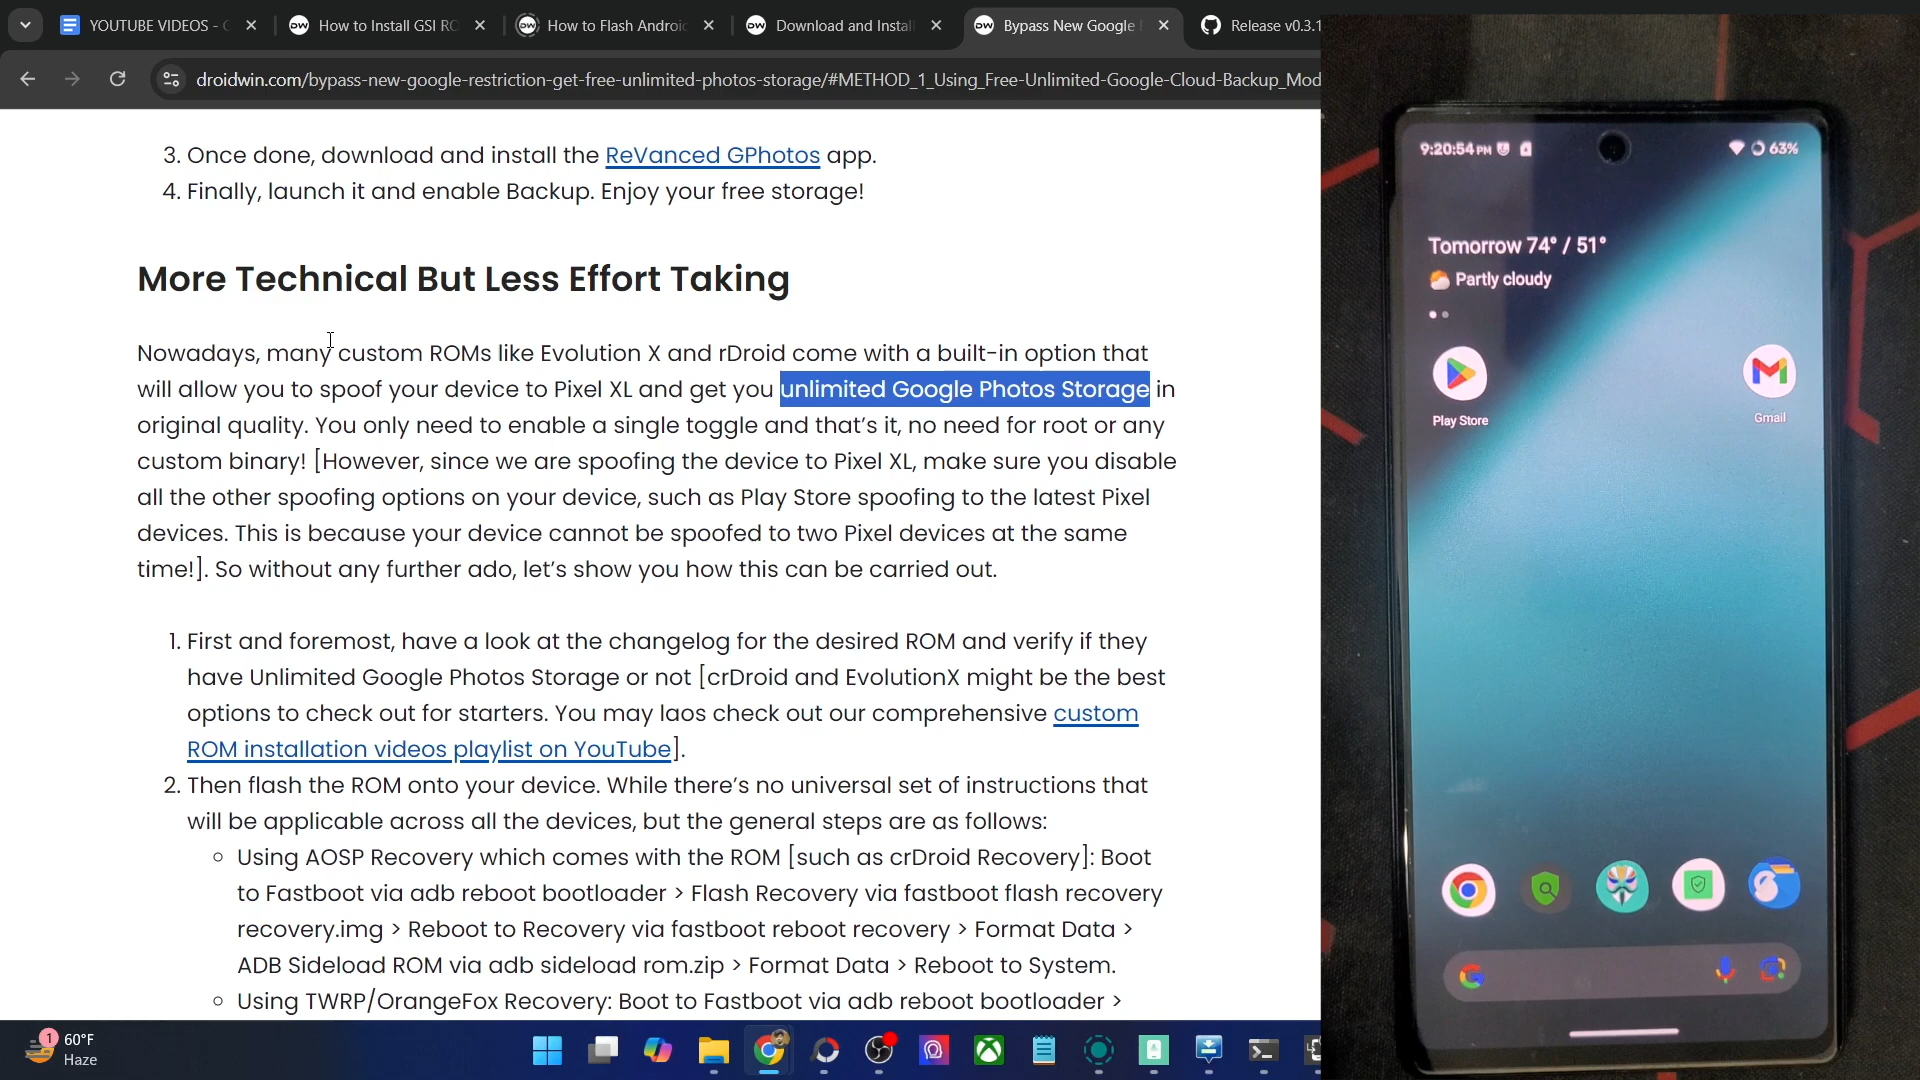 YOUTUBE VIDEOS -
How to Install GSI RO
How to Flash Androi
Download and Install
Bypass New Google
Release v0.3.1
droidwin.com/bypass-new-google-restriction-get-free-unlimited-photos-storage/#METHOD_1_Using_Free-Unlimited-Google-Cloud-Backup_Mod
3. Once done, download and install the ReVanced GPhotos app.
4. Finally, launch it and enable Backup. Enjoy your free storage!
More Technical But Less Effort Taking
Nowadays, many custom ROMs like Evolution X and rDroid come with a built-in option that
will allow you to spoof your device to Pixel XL and get you unlimited Google Photos Storage in
original quality. You only need to enable a single toggle and that's it, no need for root or any
custom binary! [However, since we are spoofing the device to Pixel XL, make sure you disable
all the other spoofing options on your device, such as Play Store spoofing to the latest Pixel
devices. This is because your device cannot be spoofed to two Pixel devices at the same
time!]. So without any further ado, let's show you how this can be carried out.
1. First and foremost, have a look at the changelog for the desired ROM and verify if they
have Unlimited Google Photos Storage or not [crDroid and EvolutionX might be the best
options to check out for starters. You may laos check out our comprehensive custom
ROM installation videos playlist on YouTube].
2. Then flash the ROM onto your device. While there's no universal set of instructions that
will be applicable across all the devices, but the general steps are as follows:
Using AOSP Recovery which comes with the ROM [such as crDroid Recovery]: Boot
to Fastboot via adb reboot bootloader > Flash Recovery via fastboot flash recovery
recovery.img > Reboot to Recovery via fastboot reboot recovery > Format Data >
ADB Sideload ROM via adb sideload rom.zip > Format Data > Reboot to System.
Using TWRP/OrangeFox Recovery: Boot to Fastboot via adb reboot bootloader >
1
60°F
Haze
9:20:54 PM
63%
Tomorrow 74° / 51°
Partly cloudy
Play Store
Gmail